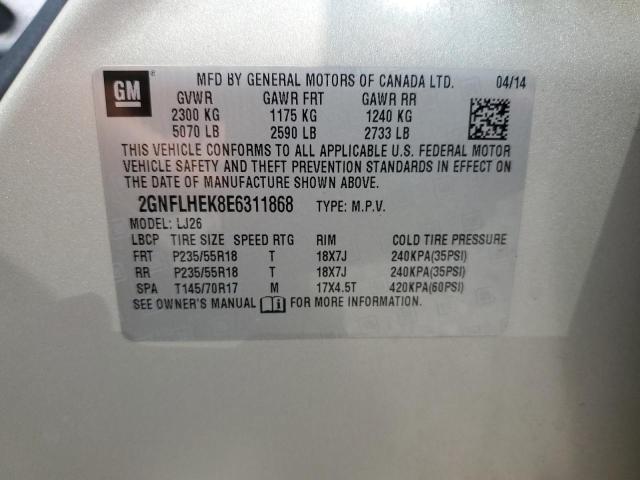 GM ® MFD BY GENERAL MOTORS OF CANADA LTD. 04/14
GVWR GAWR FRT GAWR RR
2300 KG 1175 KG 1240 KG
5070 LB 2590 LB 2733 LB
THIS VEHICLE CONFORMS TO ALL APPLICABLE U.S. FEDERAL MOTOR
VEHICLE SAFETY AND THEFT PREVENTION STANDARDS IN EFFECT ON
THE DATE OF MANUFACTURE SHOWN ABOVE.
2GNFLHEK8E6311868 TYPE: M.P.V.
MODEL: LJ26
LBCP TIRE SIZE SPEED RTG RIM COLD TIRE PRESSURE
FRT P235/55R18 T 18X7J 240KPA(35PSI)
RR P235/55R18 T 18X7J 240KPA(35PSI)
SPA T145/70R17 M 17X4.5T 420KPA(60PSI)
SEE OWNER'S MANUAL FOR MORE INFORMATION.